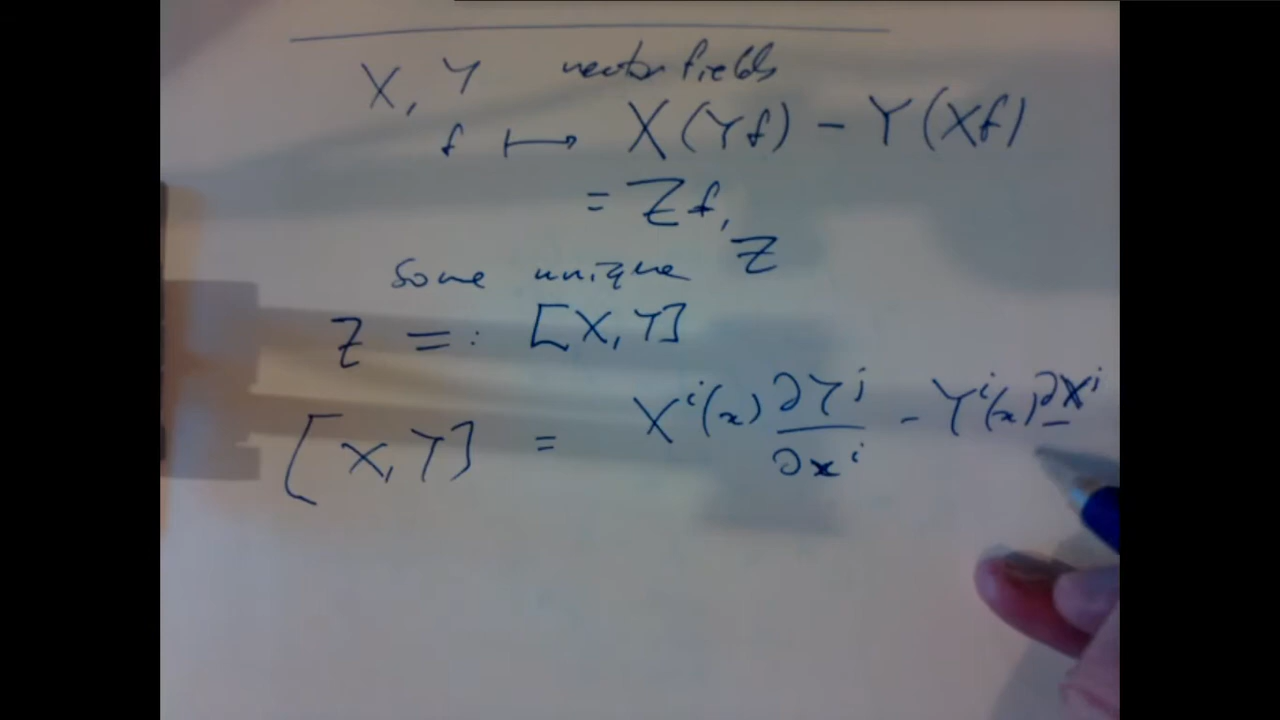 X, Y vector fields
f ↦ X(Yf) − Y(Xf)
= Zf,
some unique Z
Z =: [X,Y]
[X,Y] = X^i(x) ∂Y^j/∂x^i − Y^i(x) ∂X^j